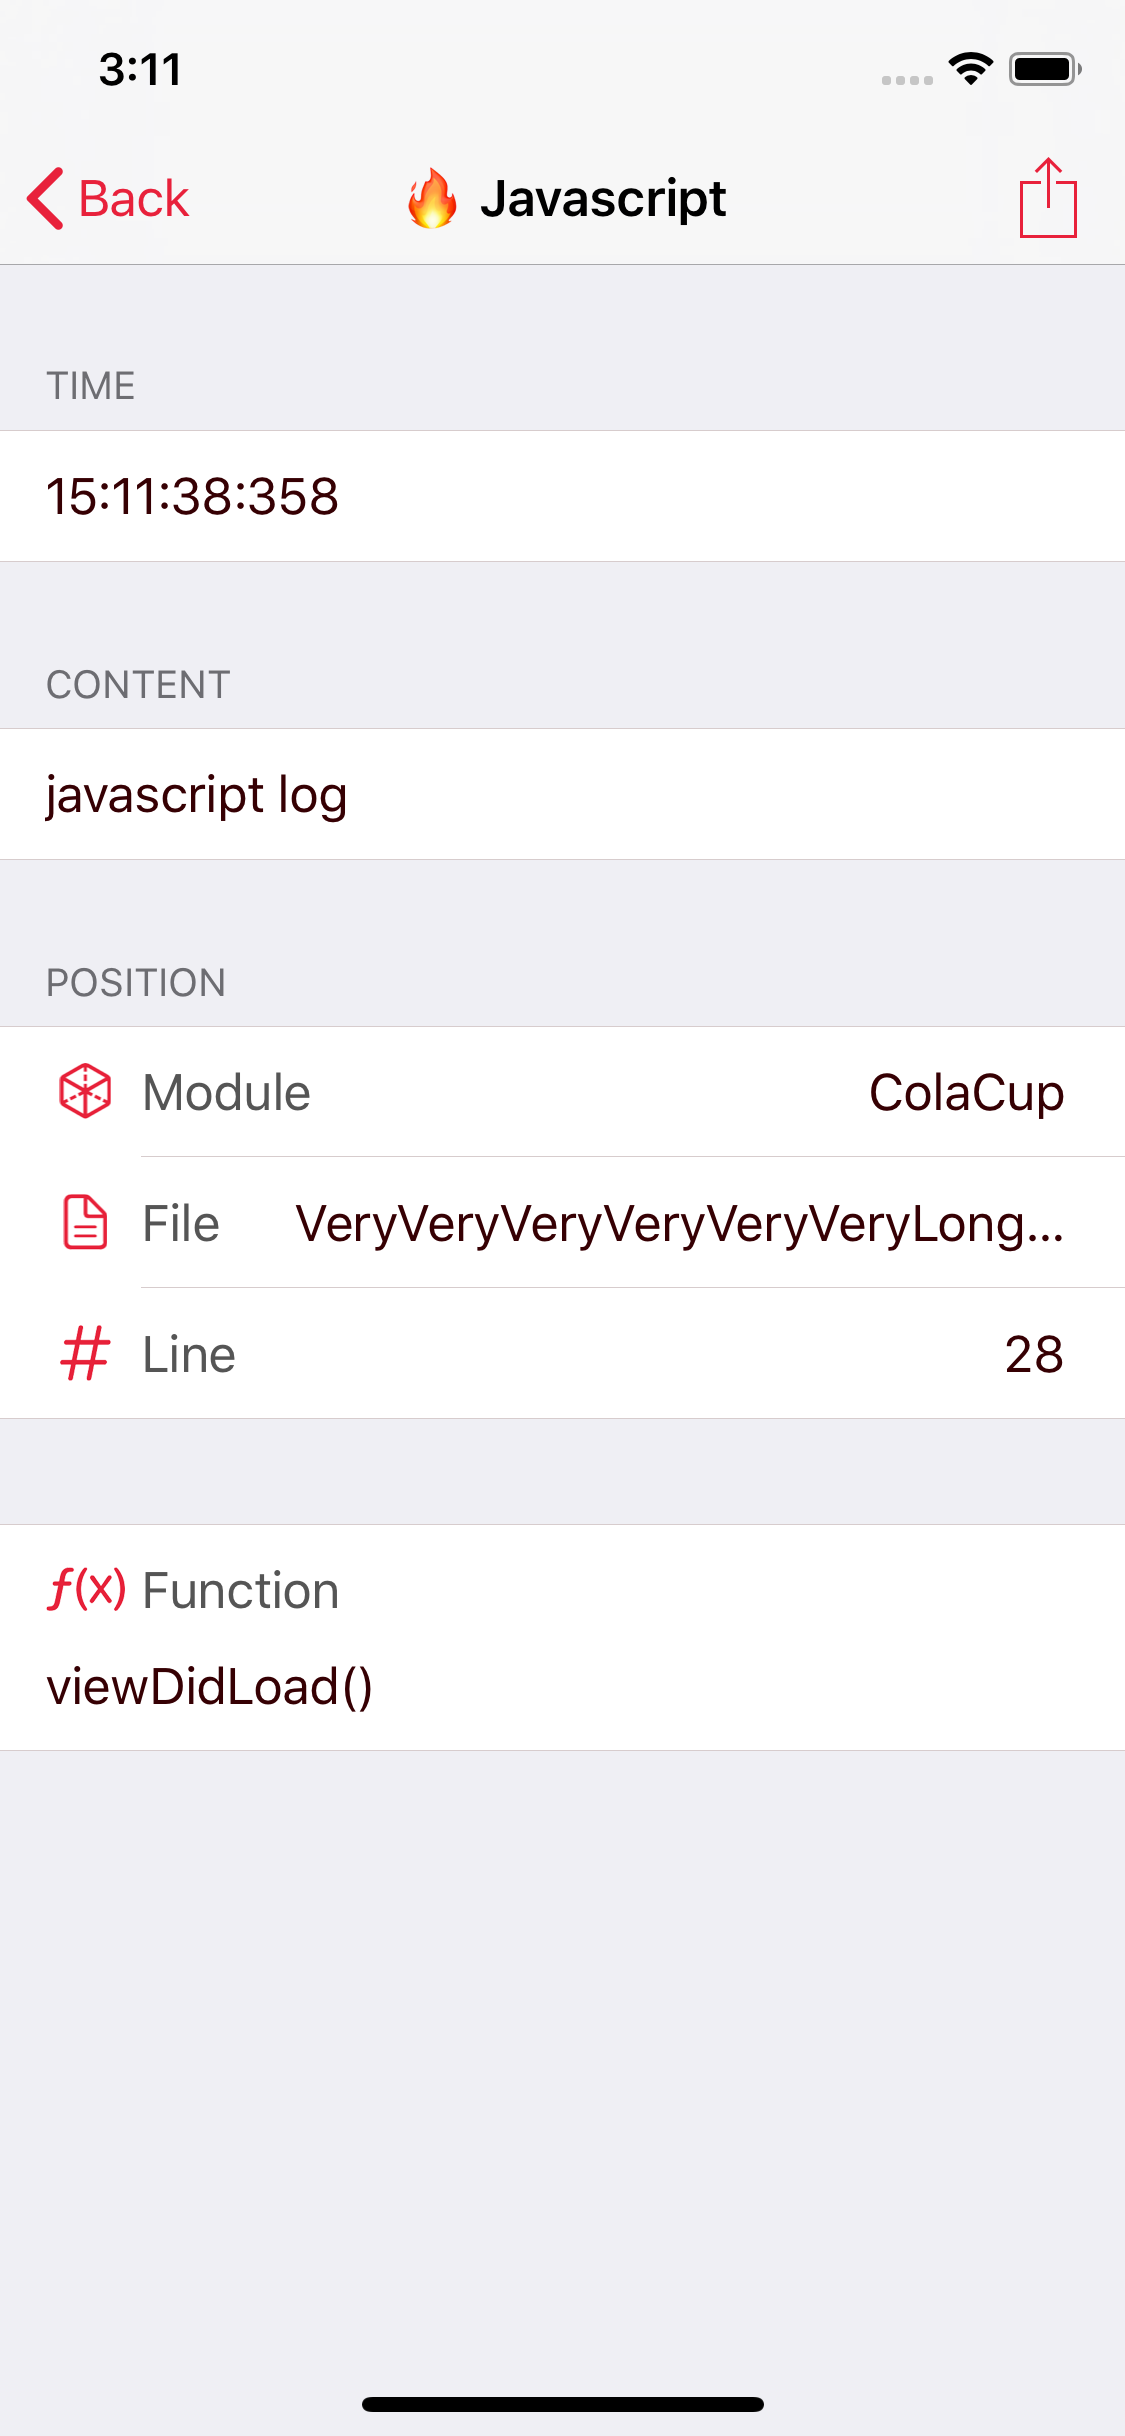 3:11
Back
🔥 Javascript
TIME
15:11:38:358
CONTENT
javascript log
POSITION
Module ColaCup
File VeryVeryVeryVeryVeryVeryLong...
# Line 28
f(x) Function
viewDidLoad()